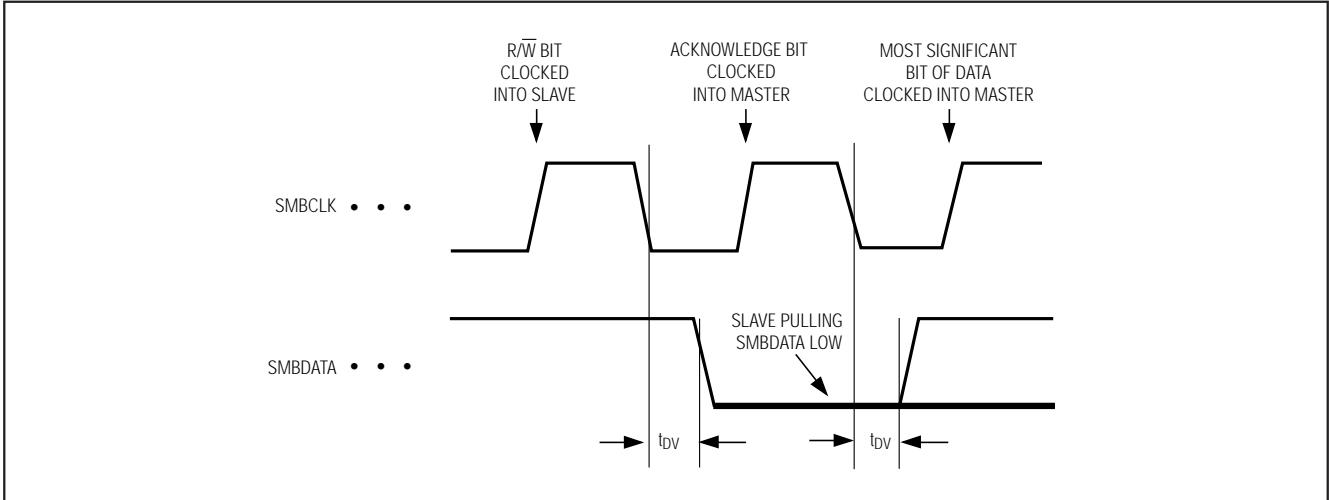 R/W̅ BIT
CLOCKED
INTO SLAVE
ACKNOWLEDGE BIT
CLOCKED
INTO MASTER
MOST SIGNIFICANT
BIT OF DATA
CLOCKED INTO MASTER
SMBCLK • • •
SLAVE PULLING
SMBDATA LOW
SMBDATA • • •
tDV
tDV